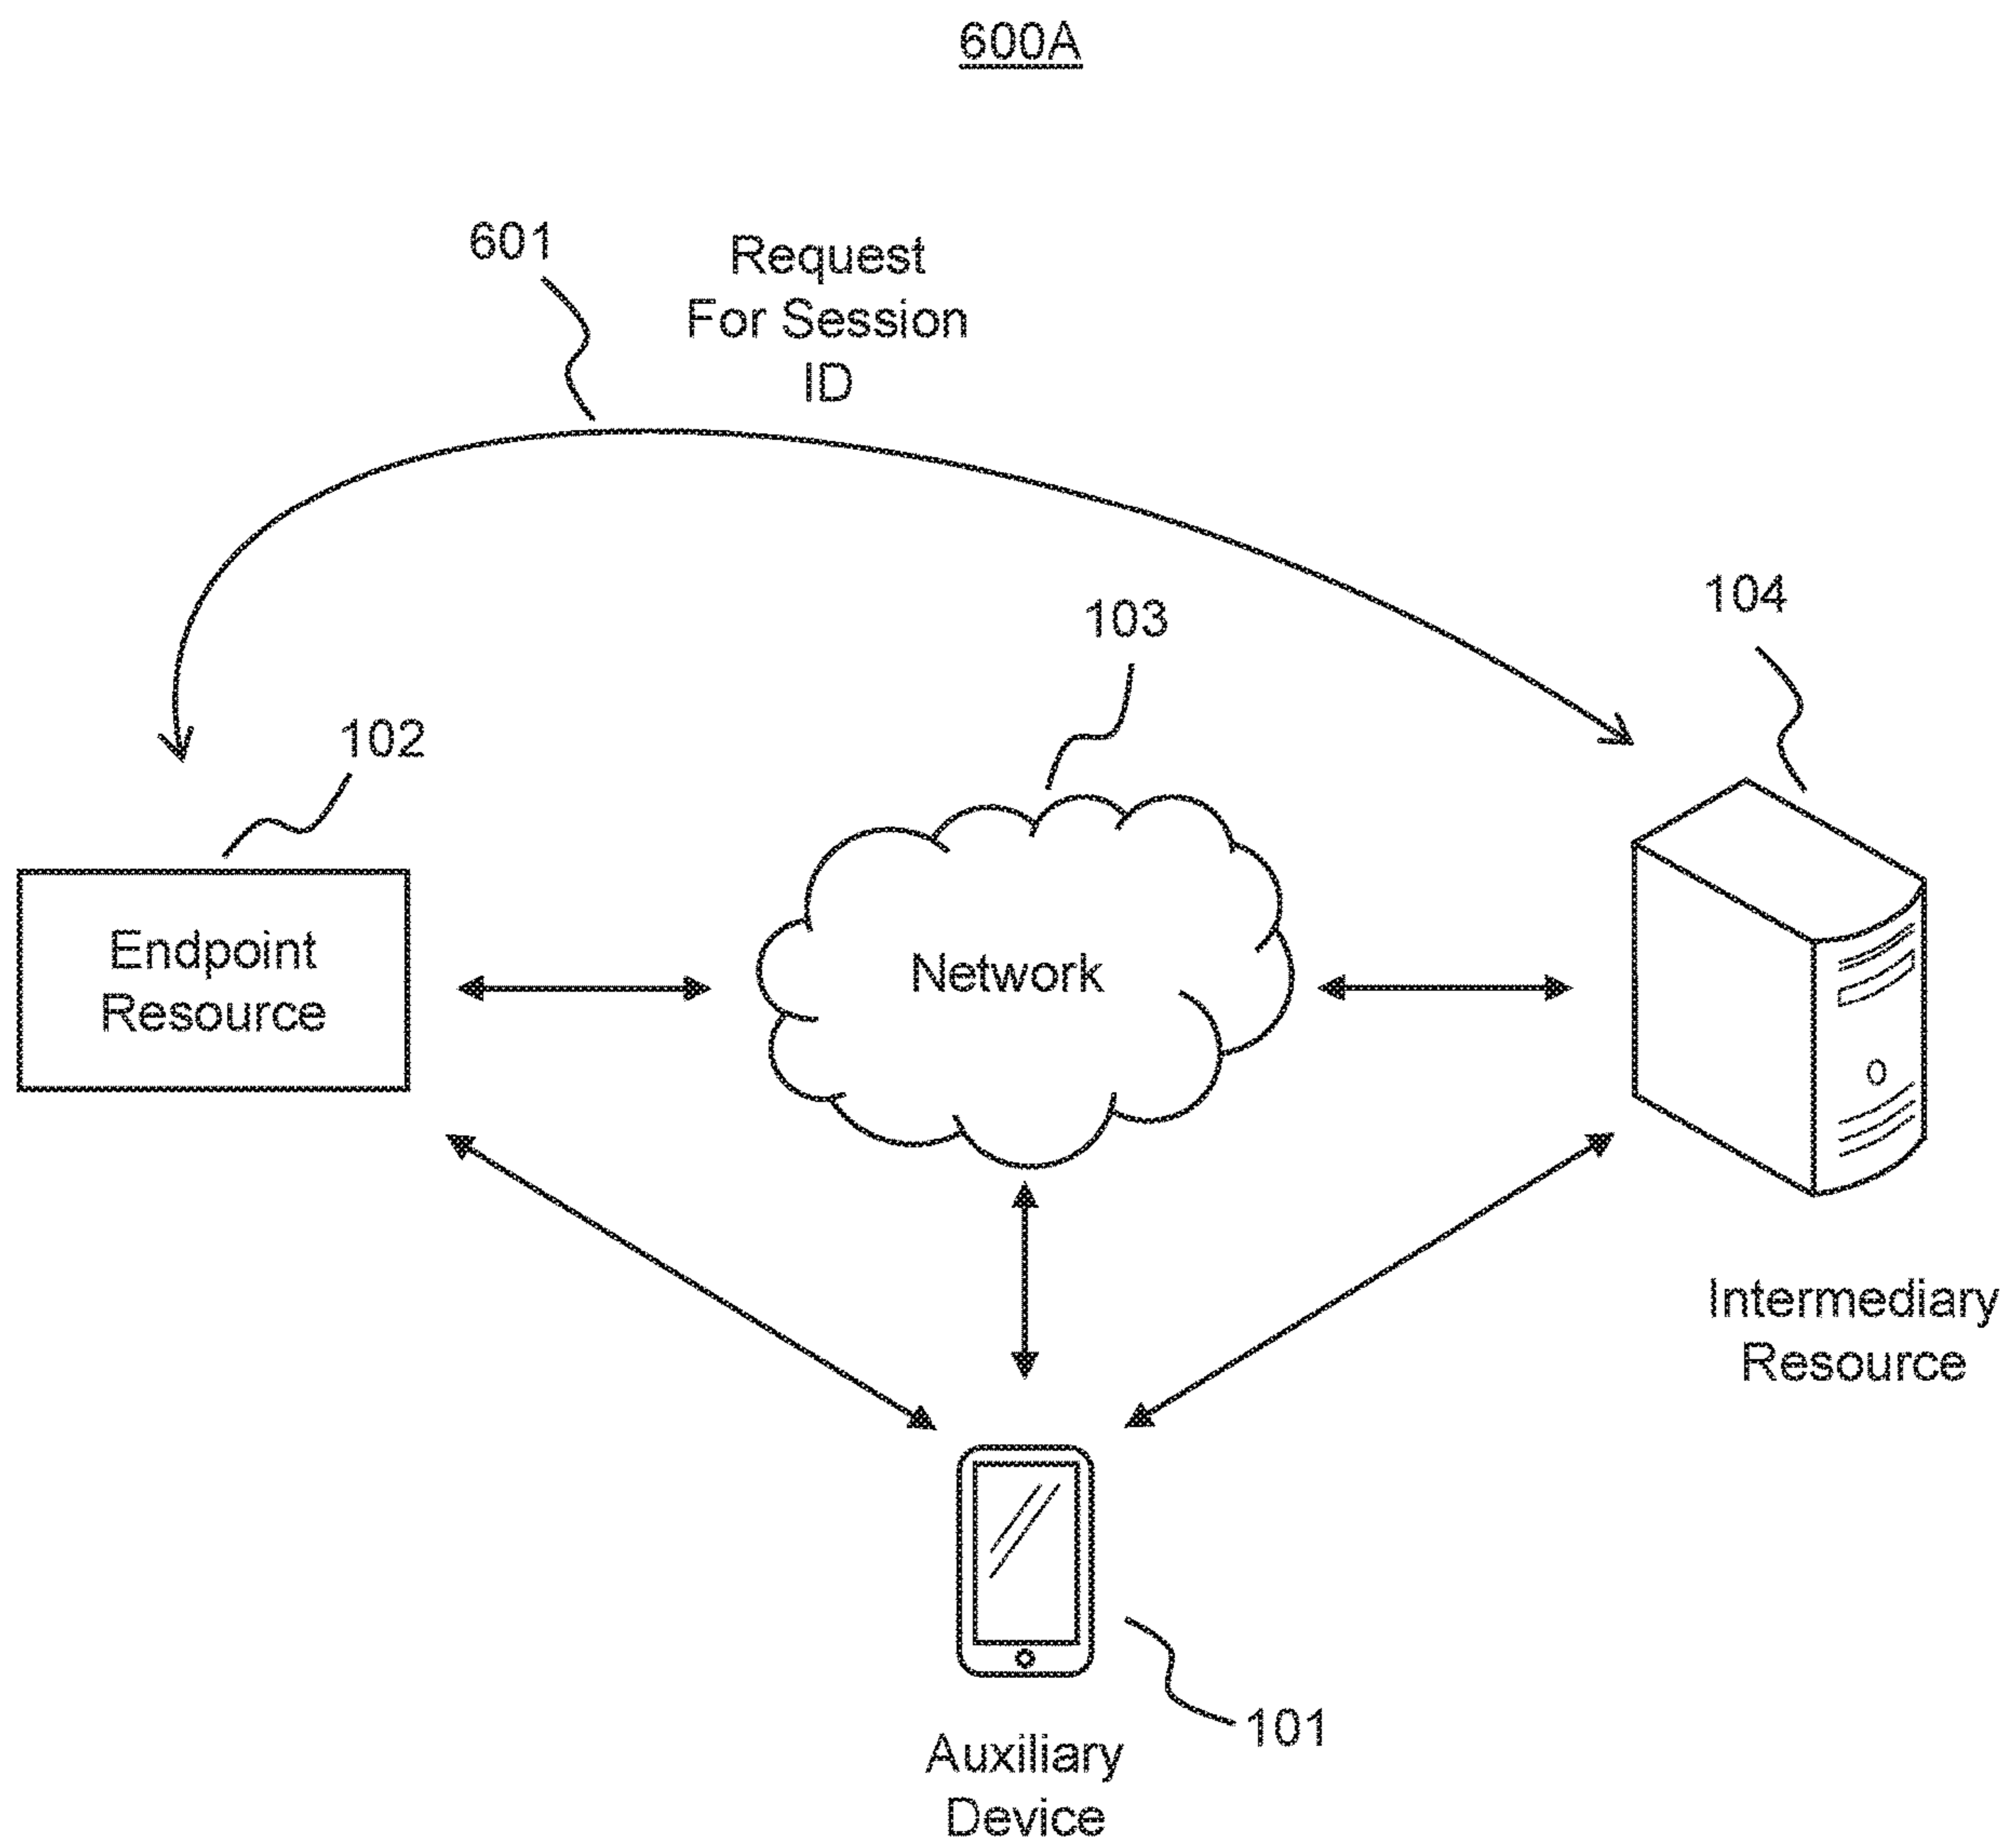 600A
601
Request
For Session
ID
103
104
102
Endpoint
Resource
Network
Intermediary
Resource
101
Auxiliary
Device